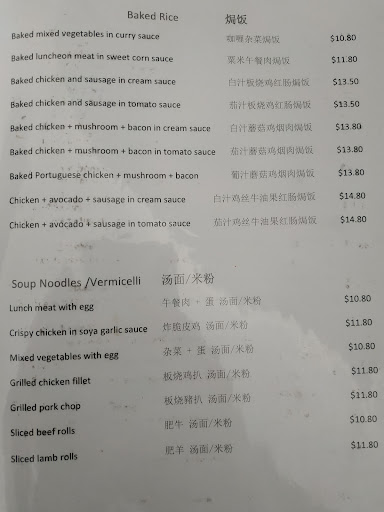 Baked Rice 焗饭
Baked mixed vegetables in curry sauce 咖喱杂菜焗饭 $10.80
Baked luncheon meat in sweet corn sauce 粟米午餐肉焗饭 $11.80
Baked chicken and sausage in cream sauce 白汁板烧鸡红肠焗饭 $13.50
Baked chicken and sausage in tomato sauce 茄汁板烧鸡红肠焗饭 $13.50
Baked chicken + mushroom + bacon in cream sauce 白汁蘑菇鸡烟肉焗饭 $13.80
Baked chicken + mushroom + bacon in tomato sauce 茄汁蘑菇鸡烟肉焗饭 $13.80
Baked Portuguese chicken + mushroom + bacon 葡汁蘑菇鸡烟肉焗饭 $13.80
Chicken + avocado + sausage in cream sauce 白汁鸡丝牛油果红肠焗饭 $14.80
Chicken + avocado + sausage in tomato sauce 茄汁鸡丝牛油果红肠焗饭 $14.80
Soup Noodles /Vermicelli 汤面/米粉
Lunch meat with egg 午餐肉 + 蛋 汤面/米粉 $10.80
Crispy chicken in soya garlic sauce 炸脆皮鸡 汤面/米粉 $11.80
Mixed vegetables with egg 杂菜 + 蛋 汤面/米粉 $10.80
Grilled chicken fillet 板烧鸡扒 汤面/米粉 $11.80
Grilled pork chop 板烧豬扒 汤面/米粉 $11.80
Sliced beef rolls 肥牛 汤面/米粉 $10.80
Sliced lamb rolls 肥羊 汤面/米粉 $11.80